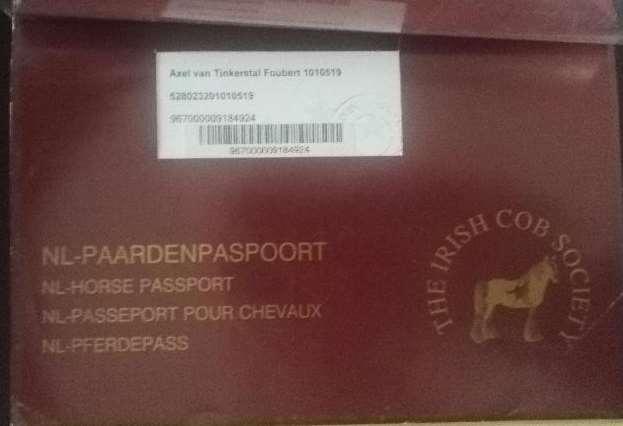 Axel van Tinkerstal Foubert 1010519
528023201010519
967000009184924
967000009184924
NL-PAARDENPASPOORT
NL-HORSE PASSPORT
NL-PASSEPORT POUR CHEVAUX
NL-PFERDEPASS
THE IRISH COB SOCIETY